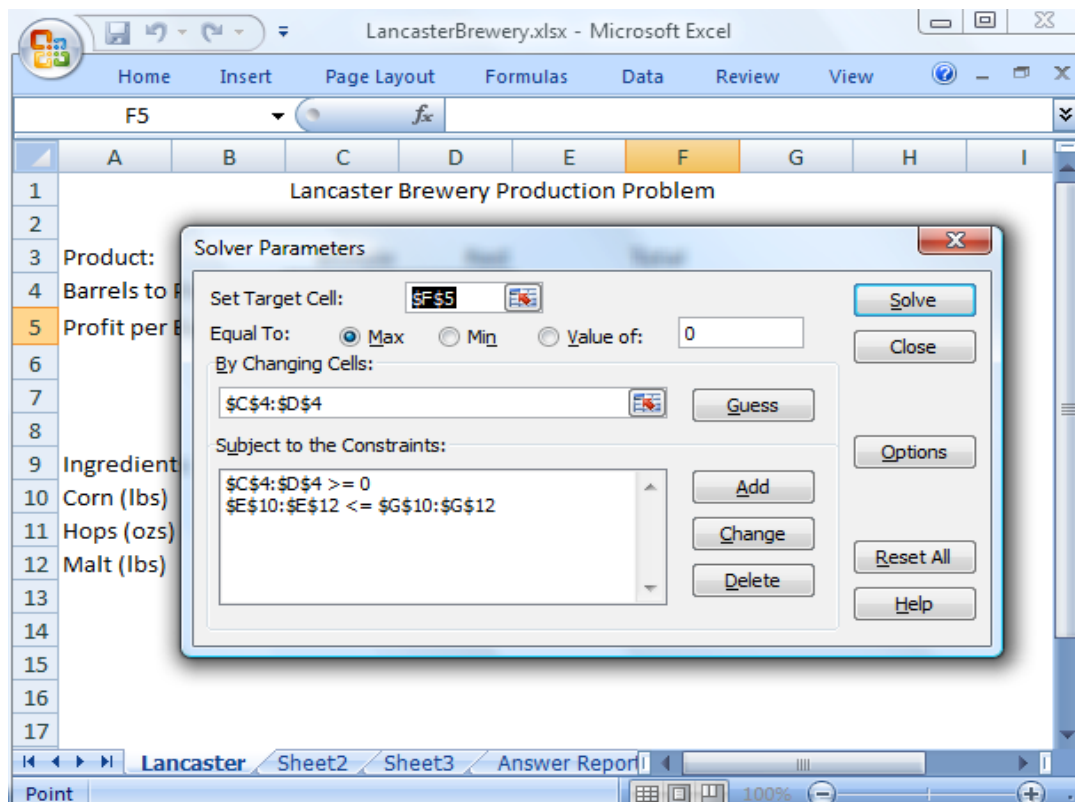 LancasterBrewery.xlsx - Microsoft Excel
Home Insert Page Layout Formulas Data Review View
F5 fx
A B C D E F G H I
1 Lancaster Brewery Production Problem
2
3 Product:
4 Barrels to
5 Profit per
6
7
8
9 Ingredient
10 Corn (lbs)
11 Hops (ozs)
12 Malt (lbs)
13
14
15
16
17
Solver Parameters
Set Target Cell: $F$5 Solve
Equal To: Max Min Value of: 0 Close
By Changing Cells:
$C$4:$D$4 Guess
Subject to the Constraints: Options
$C$4:$D$4 >= 0 Add
$E$10:$E$12 <= $G$10:$G$12
Change
Reset All
Delete
Help
Lancaster Sheet2 Sheet3 Answer Report
Point 100%